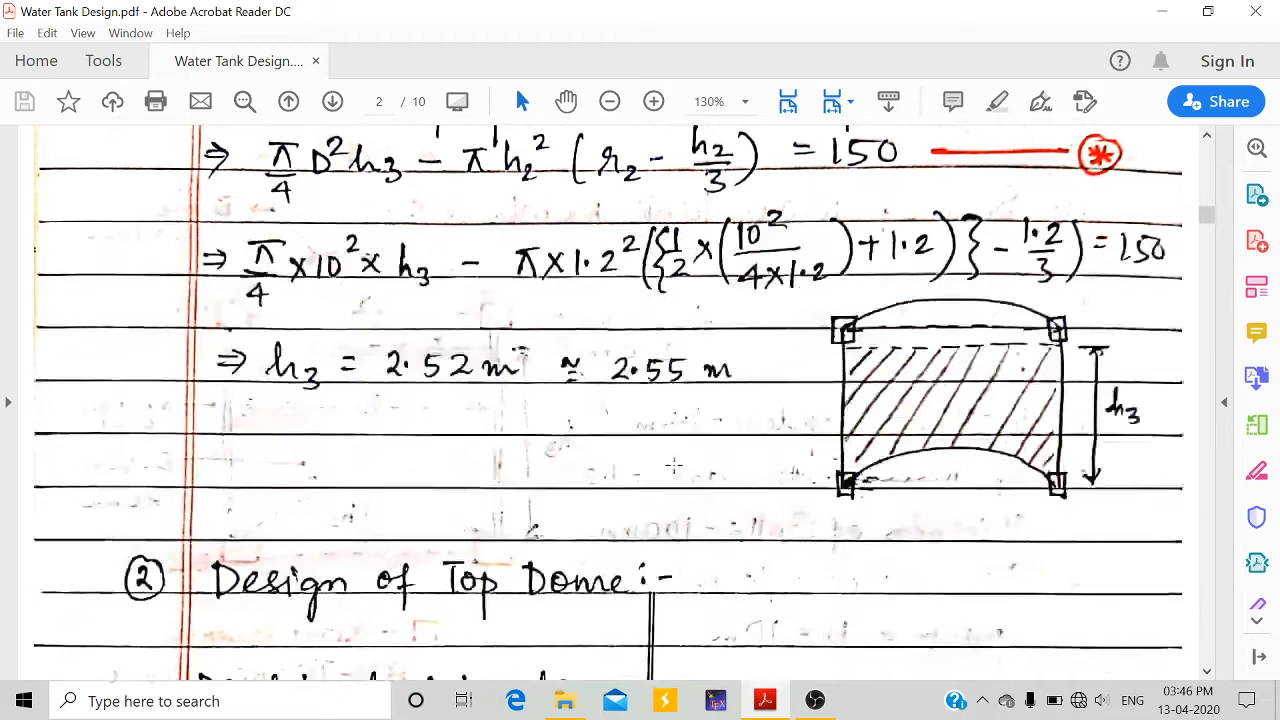 Water Tank Design.pdf - Adobe Acrobat Reader DC
File Edit View Window Help
Home Tools Water Tank Design.... × Sign In
2 / 10 130% Share
⇒ π/4 D²h₃ - πh₂² (r₂ - h₂/3) = 150 ⊛
⇒ π/4 × 10² × h₃ - π × 1.2² ({1/2 × (10²/4×1.2) + 1.2)} - 1.2/3) = 150
⇒ h₃ = 2.52 m ≅ 2.55 m
h₃
② Design of Top Dome :-
Type here to search
ENG
03:46 PM
13-04-2020